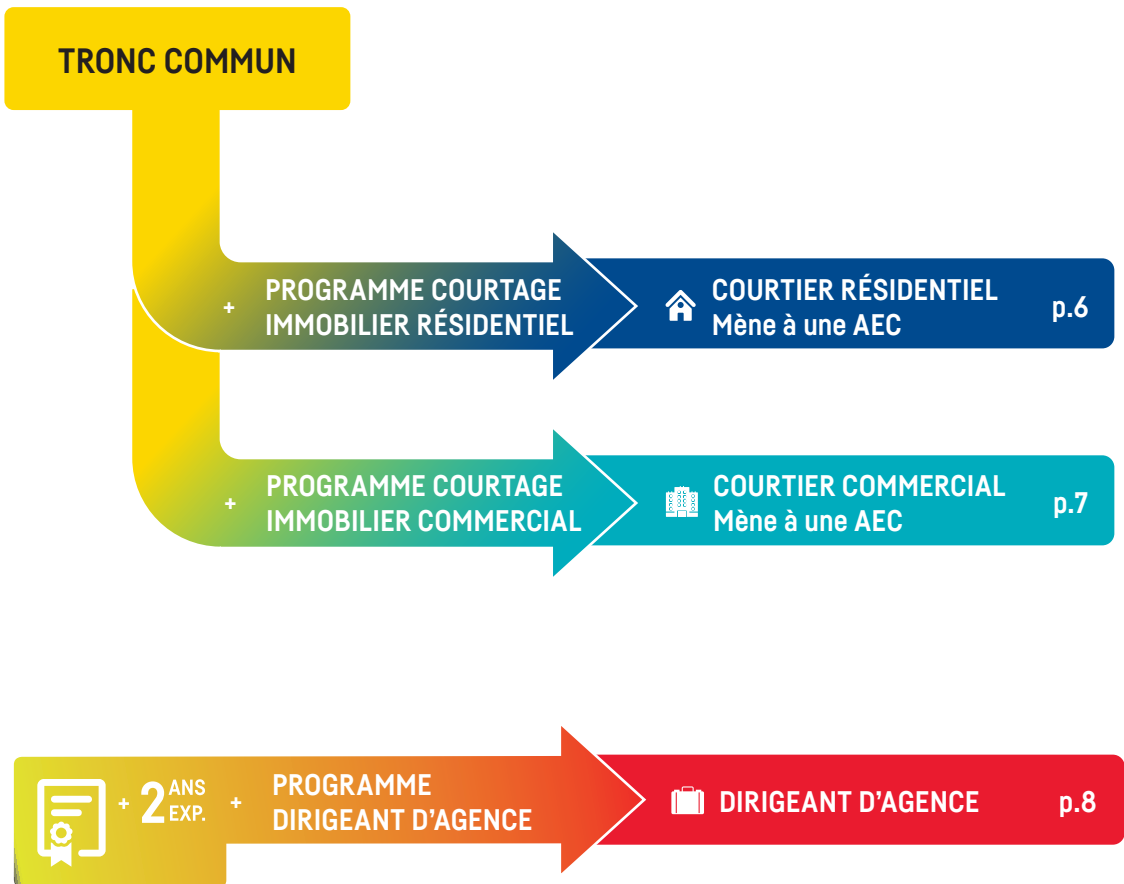 TRONC COMMUN
+ PROGRAMME COURTAGE
IMMOBILIER RÉSIDENTIEL
COURTIER RÉSIDENTIEL
Mène à une AEC
p.6
+ PROGRAMME COURTAGE
IMMOBILIER COMMERCIAL
COURTIER COMMERCIAL
Mène à une AEC
p.7
+ 2 ANS
EXP.
+ PROGRAMME
DIRIGEANT D'AGENCE
DIRIGEANT D'AGENCE
p.8